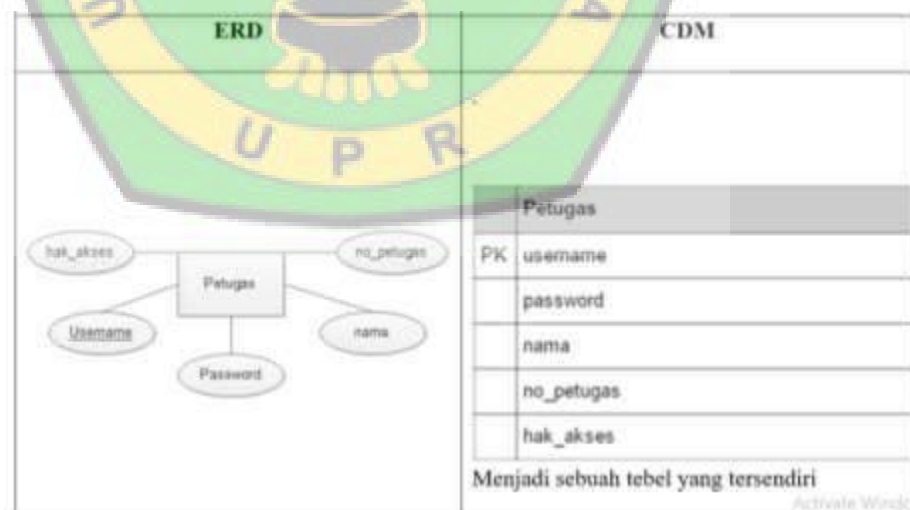 ERD
CDM
U
A
U P R
hak_akses
no_petugas
Petugas
Username
nama
Password
Petugas
PK username
password
nama
no_petugas
hak_akses
Menjadi sebuah tebel yang tersendiri
Activate Windo